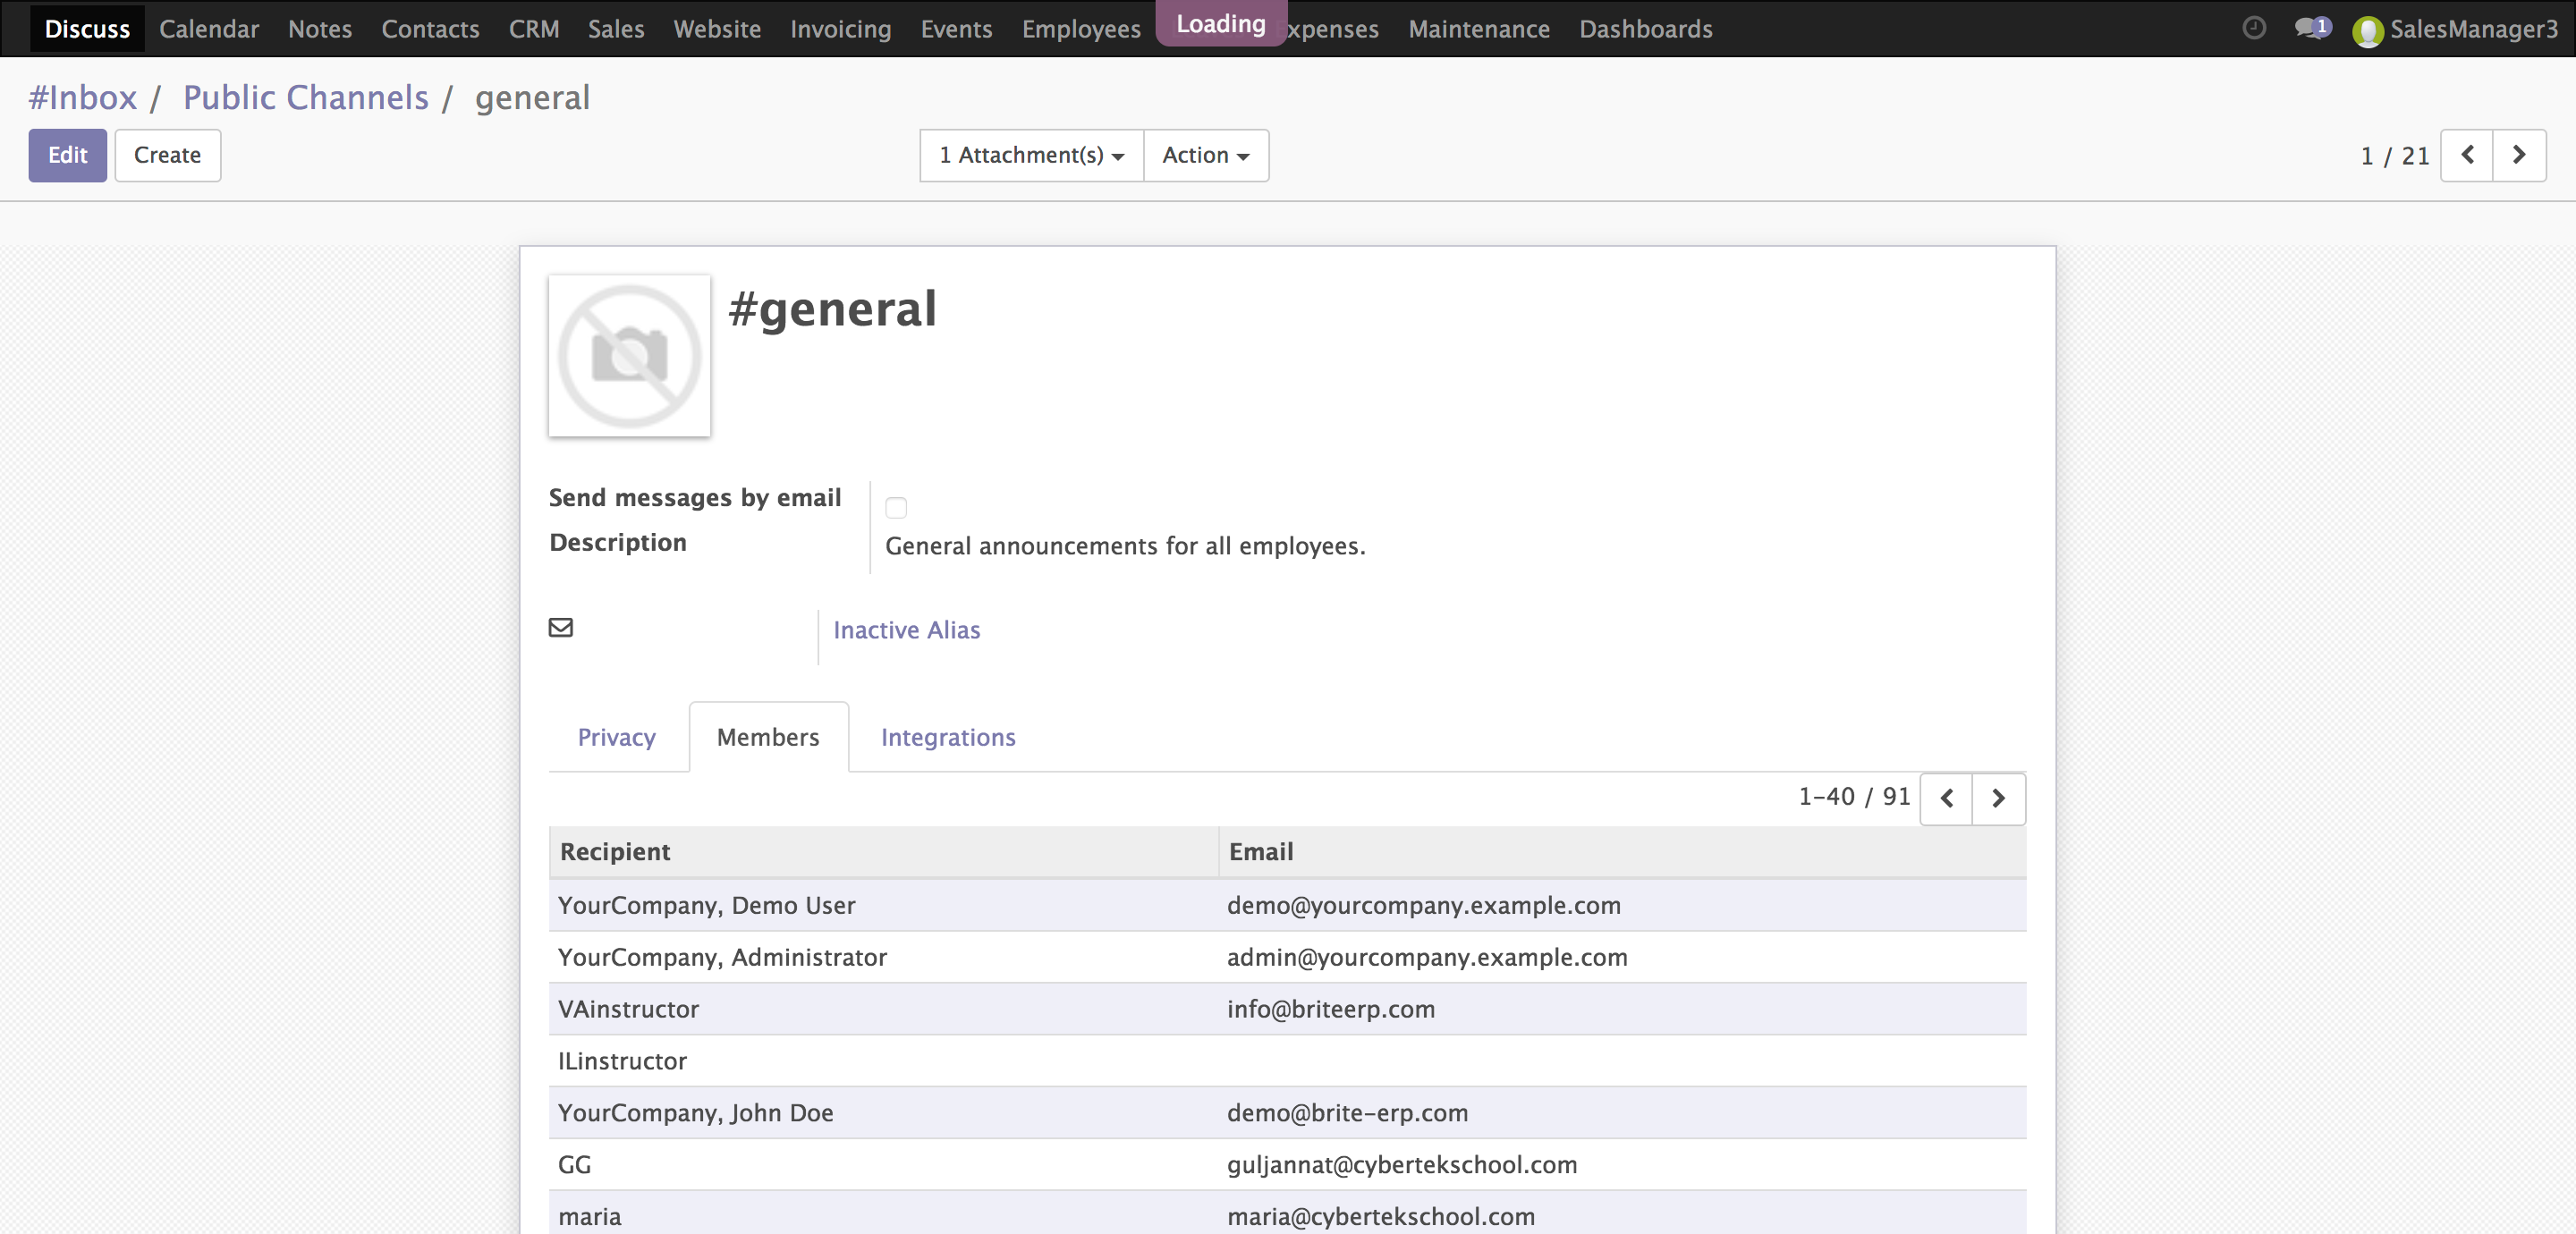 Discuss Calendar Notes Contacts CRM Sales Website Invoicing Events Employees Loading xpenses Maintenance Dashboards 1 SalesManager3
#Inbox / Public Channels / general
Edit Create 1 Attachment(s) Action 1 / 21
#general
Send messages by email
Description General announcements for all employees.
Inactive Alias
Privacy Members Integrations
1-40 / 91
Recipient Email
YourCompany, Demo User demo@yourcompany.example.com
YourCompany, Administrator admin@yourcompany.example.com
VAinstructor info@briteerp.com
ILinstructor
YourCompany, John Doe demo@brite-erp.com
GG guljannat@cybertekschool.com
maria maria@cybertekschool.com